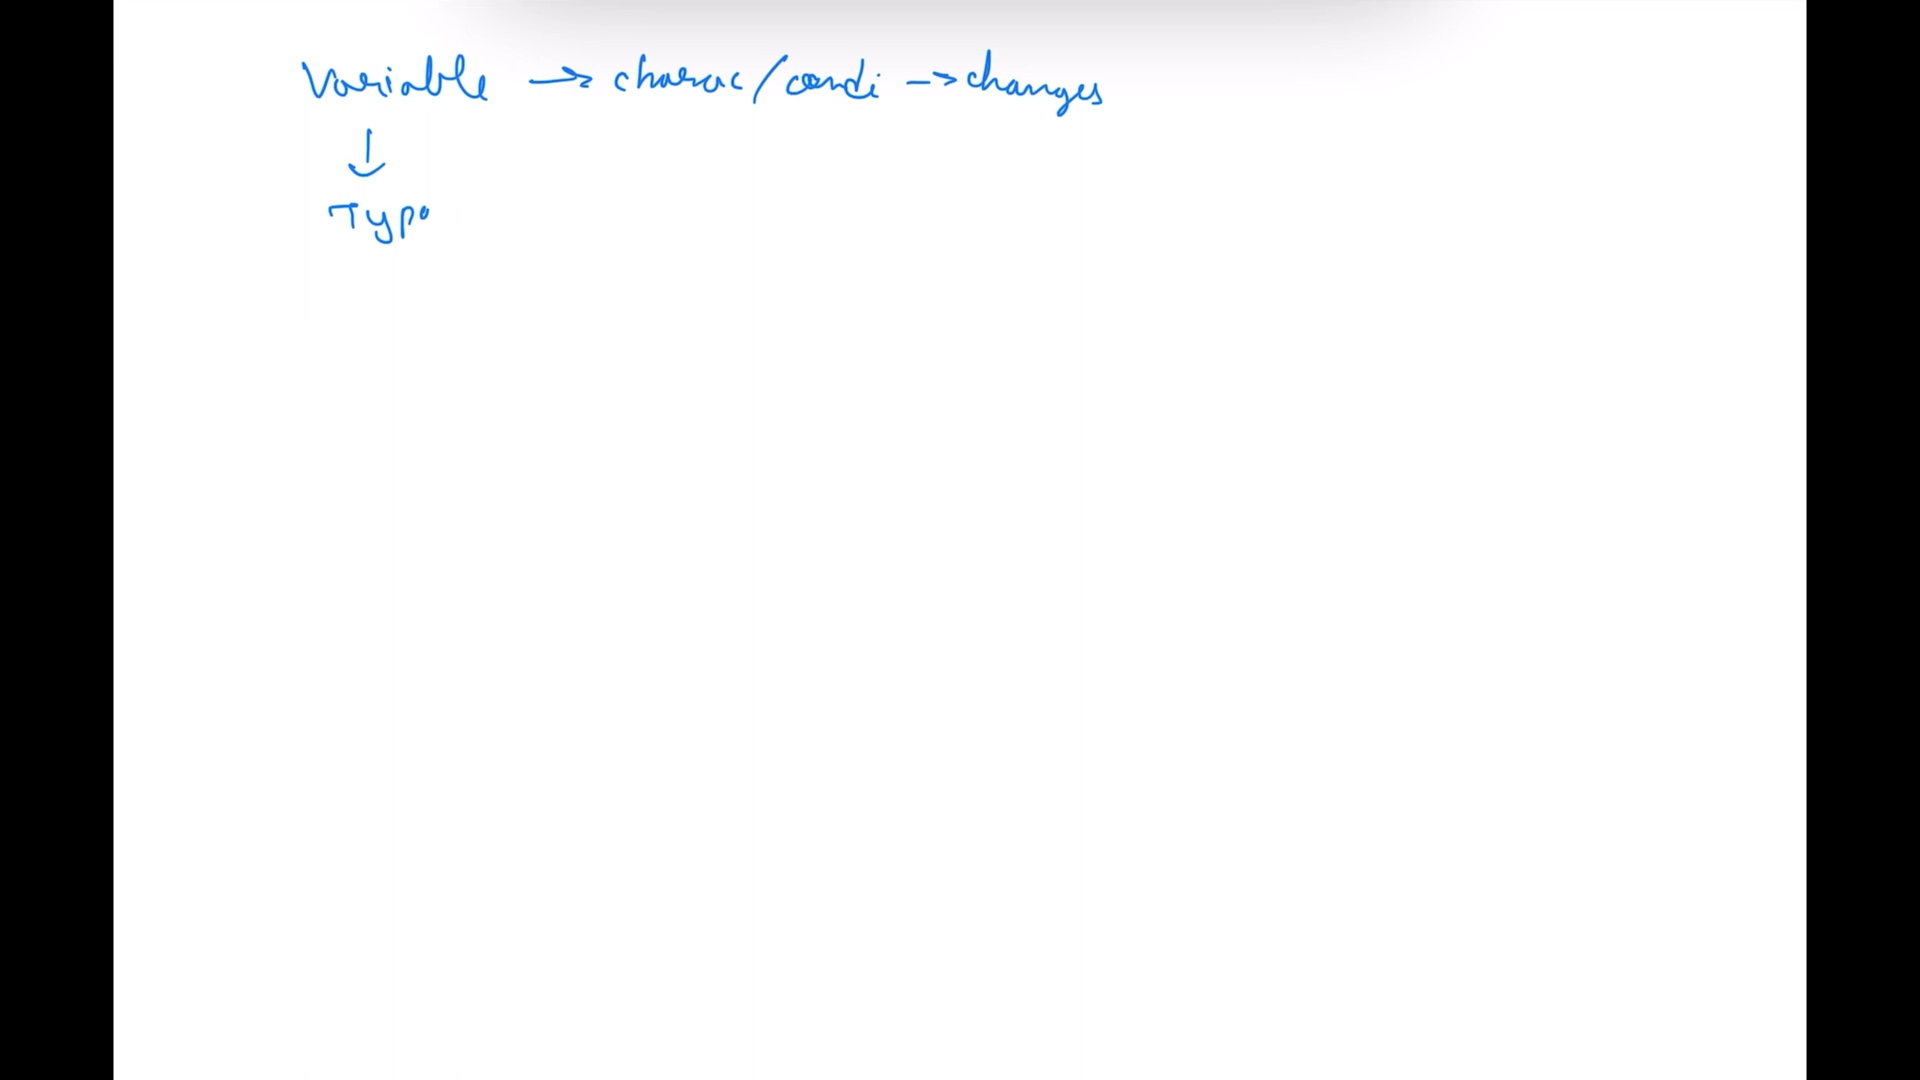 Variable → charac/condi → changes
↓
Type